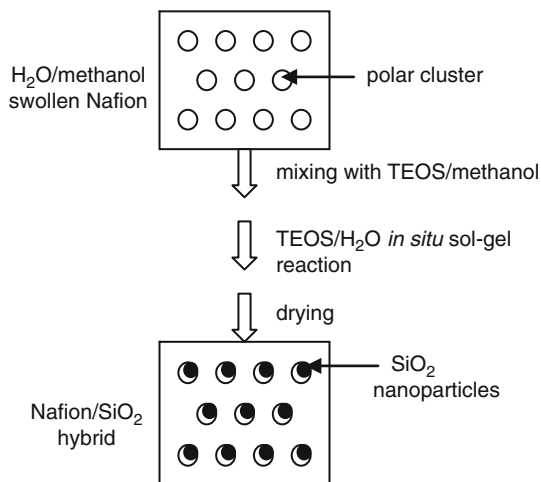 H₂O/methanol
swollen Nafion
polar cluster
mixing with TEOS/methanol
TEOS/H₂O in situ sol-gel
reaction
drying
SiO₂
nanoparticles
Nafion/SiO₂
hybrid